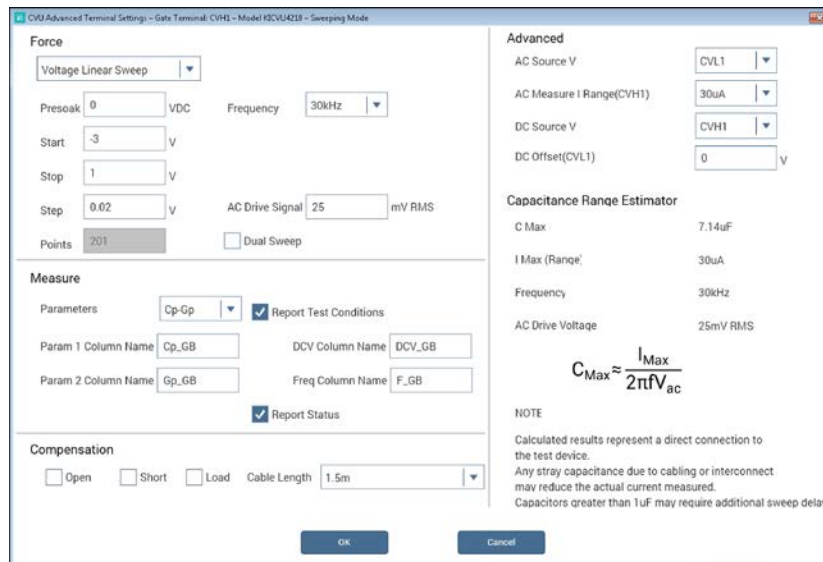 CVU Advanced Terminal Settings – Gate Terminal: CVH1 – Model KICVU4218 – Sweeping Mode
Force
Voltage Linear Sweep
Presoak 0 VDC Frequency 30kHz
Start -3 V
Stop 1 V
Step 0.02 V AC Drive Signal 25 mV RMS
Points 201 Dual Sweep
Measure
Parameters Cp-Gp Report Test Conditions
Param 1 Column Name Cp_GB DCV Column Name DCV_GB
Param 2 Column Name Gp_GB Freq Column Name F_GB
Report Status
Compensation
Open Short Load Cable Length 1.5m
Advanced
AC Source V CVL1
AC Measure I Range(CVH1) 30uA
DC Source V CVH1
DC Offset(CVL1) 0 V
Capacitance Range Estimator
C Max 7.14uF
I Max (Range) 30uA
Frequency 30kHz
AC Drive Voltage 25mV RMS
CMax≈ IMax
2πfVac
NOTE
Calculated results represent a direct connection to
the test device.
Any stray capacitance due to cabling or interconnect
may reduce the actual current measured.
Capacitors greater than 1uF may require additional sweep delay
OK Cancel